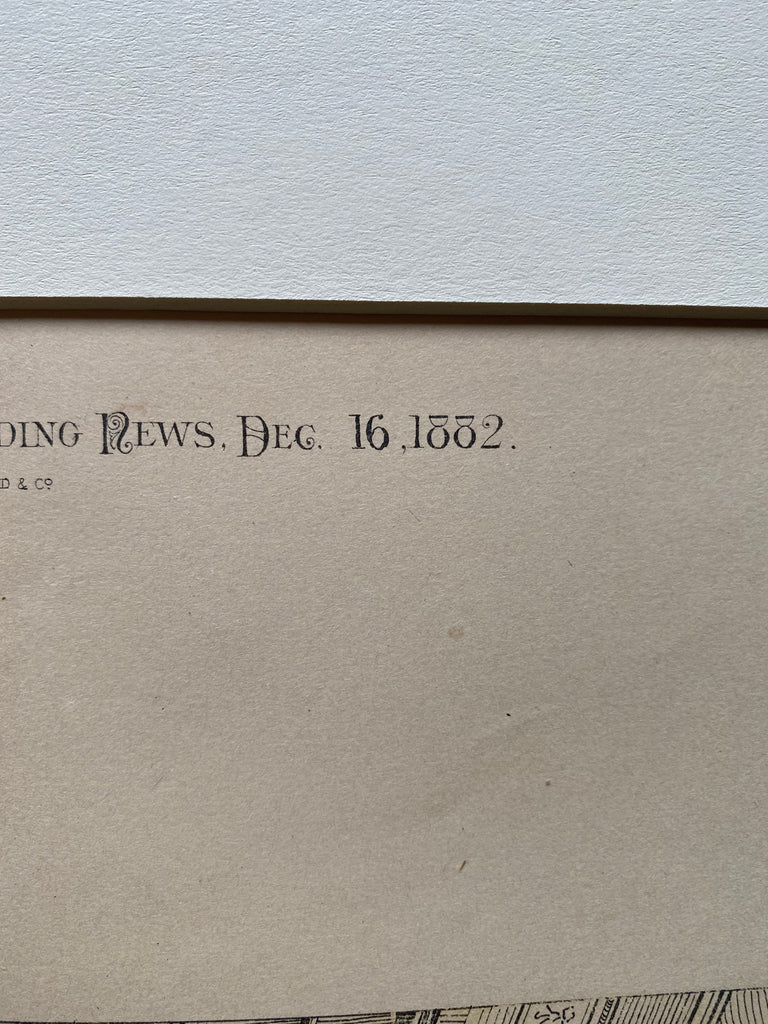 DING NEWS, DEC. 16, 1882.
D & Co